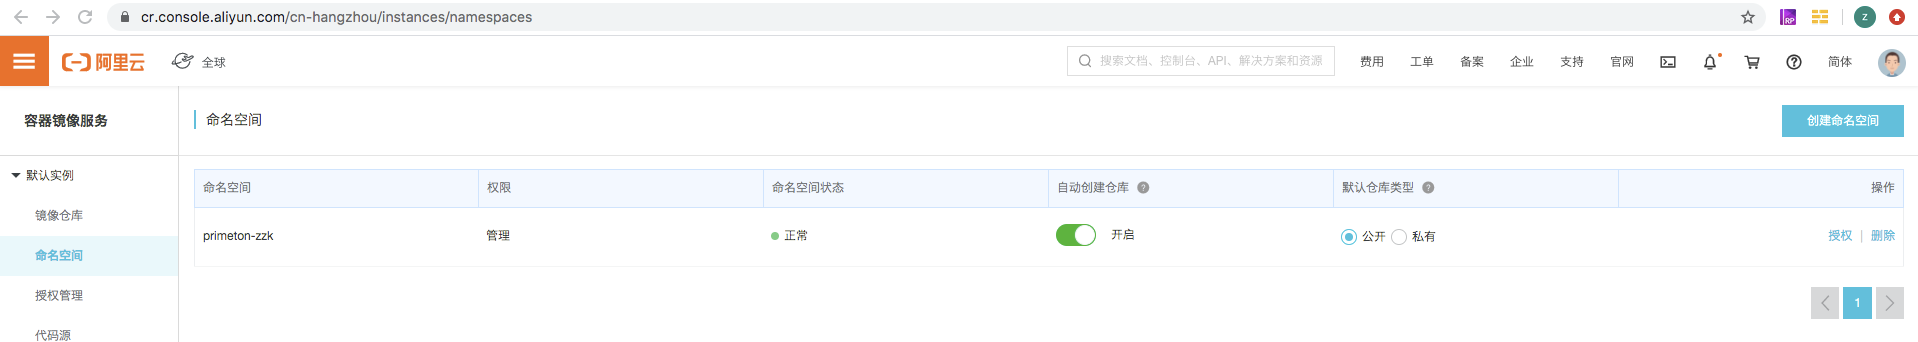 cr.console.aliyun.com/cn-hangzhou/instances/namespaces
RP
z
阿里云 全球 搜索文档、控制台、API、解决方案和资源 费用 工单 备案 企业 支持 官网 简体
容器镜像服务
命名空间
创建命名空间
默认实例
镜像仓库
命名空间
授权管理
代码源
命名空间 权限 命名空间状态 自动创建仓库 ? 默认仓库类型 ? 操作
primeton-zzk 管理 正常 开启 公开 私有 授权 | 删除
1